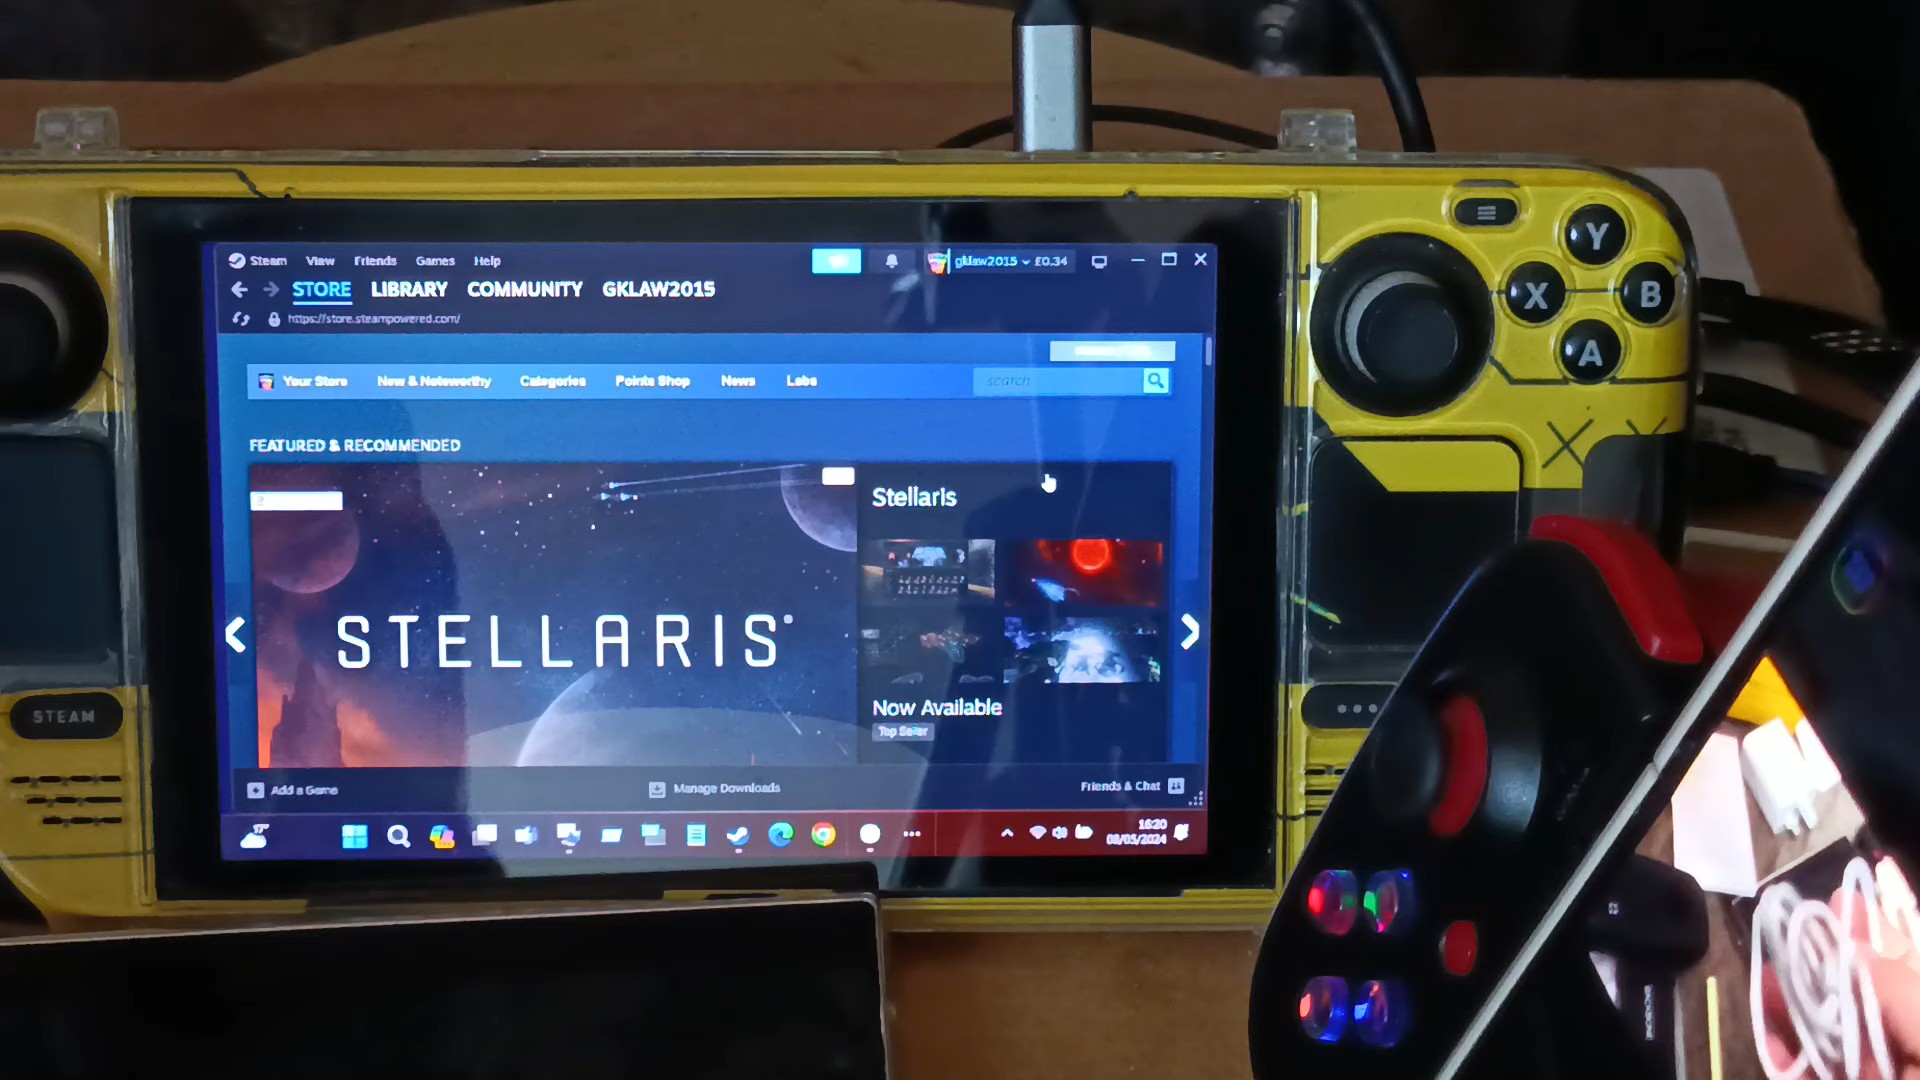 Steam View Friends Games Help gklaw2015 £0.34
STORE LIBRARY COMMUNITY GKLAW2015
https://store.steampowered.com/
Your Store New & Noteworthy Categories Points Shop News Labs search
FEATURED & RECOMMENDED
Stellaris
STELLARIS
Now Available
Top Seller
Add a Game Manage Downloads Friends & Chat
16:20
08/05/2024
STEAM
Y
X
B
A